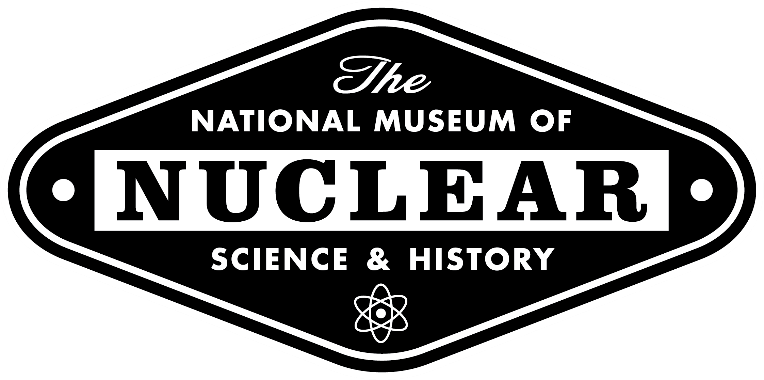 The
NATIONAL MUSEUM OF
NUCLEAR
SCIENCE & HISTORY